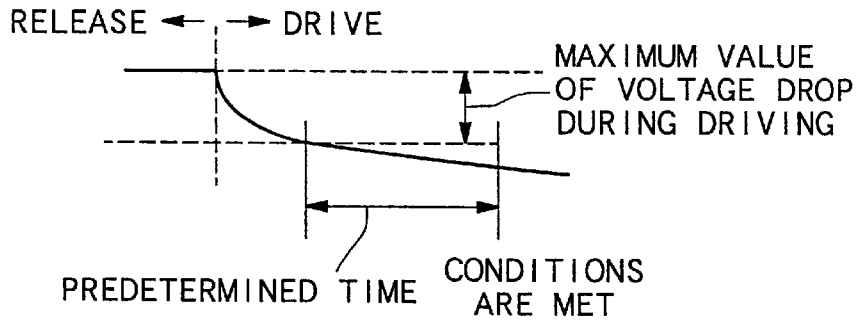 RELEASE ← → DRIVE
MAXIMUM VALUE
OF VOLTAGE DROP
DURING DRIVING
PREDETERMINED TIME
CONDITIONS
ARE MET